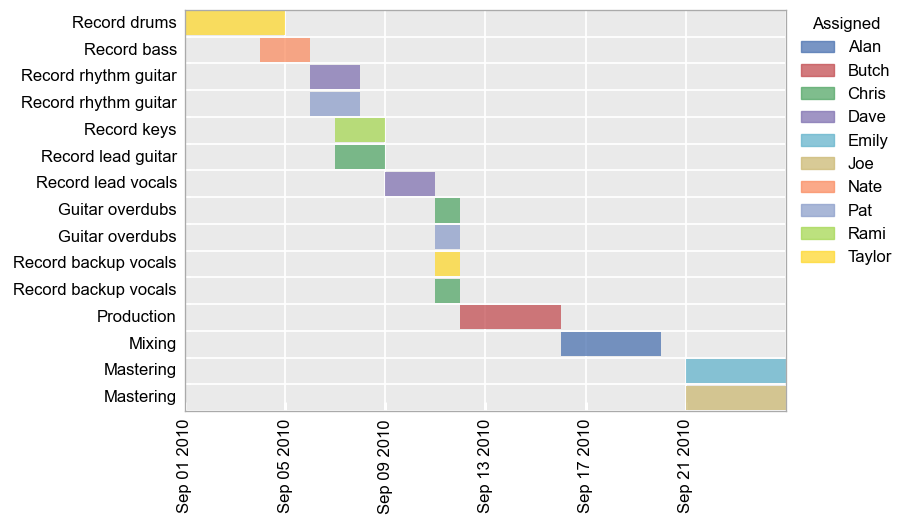 Record drums
Record bass
Record rhythm guitar
Record rhythm guitar
Record keys
Record lead guitar
Record lead vocals
Guitar overdubs
Guitar overdubs
Record backup vocals
Record backup vocals
Production
Mixing
Mastering
Mastering
Sep 01 2010
Sep 05 2010
Sep 09 2010
Sep 13 2010
Sep 17 2010
Sep 21 2010
Assigned
Alan
Butch
Chris
Dave
Emily
Joe
Nate
Pat
Rami
Taylor